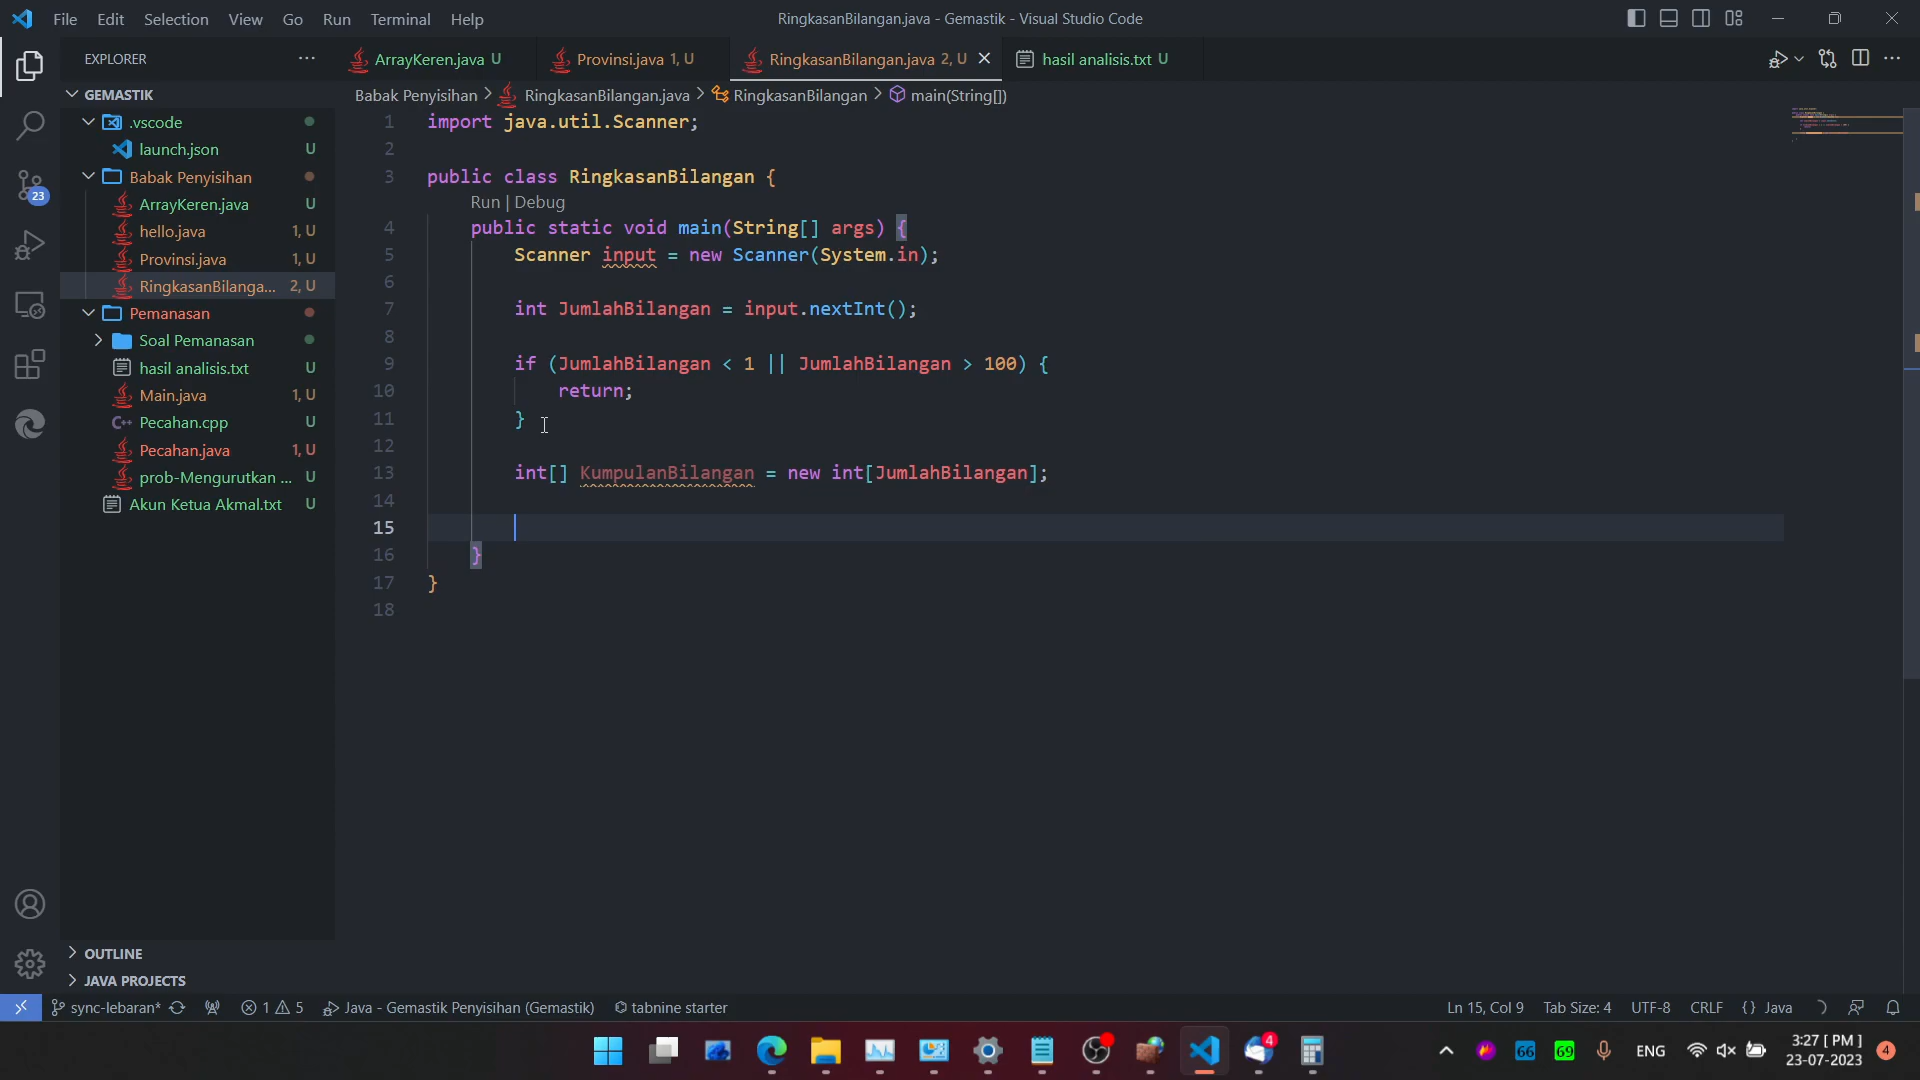 File Edit Selection View Go Run Terminal Help
RingkasanBilangan.java - Gemastik - Visual Studio Code
EXPLORER
ArrayKeren.java U
Provinsi.java 1, U
RingkasanBilangan.java 2, U
hasil analisis.txt U
GEMASTIK
.vscode
launch.json U
Babak Penyisihan
ArrayKeren.java U
hello.java 1, U
Provinsi.java 1, U
RingkasanBilanga... 2, U
Pemanasan
Soal Pemanasan
hasil analisis.txt U
Main.java 1, U
Pecahan.cpp U
Pecahan.java 1, U
prob-Mengurutkan ... U
Akun Ketua Akmal.txt U
23
OUTLINE
JAVA PROJECTS
Babak Penyisihan > RingkasanBilangan.java > RingkasanBilangan > main(String[])
1 import java.util.Scanner;
2
3 public class RingkasanBilangan {
Run | Debug
4 public static void main(String[] args) {
5 Scanner input = new Scanner(System.in);
6
7 int JumlahBilangan = input.nextInt();
8
9 if (JumlahBilangan < 1 || JumlahBilangan > 100) {
10 return;
11 }
12
13 int[] KumpulanBilangan = new int[JumlahBilangan];
14
15
16 }
17 }
18
sync-lebaran* 1 5 Java - Gemastik Penyisihan (Gemastik) tabnine starter
Ln 15, Col 9 Tab Size: 4 UTF-8 CRLF {} Java
4
66 69 ENG
3:27 [ PM ]
23-07-2023
4